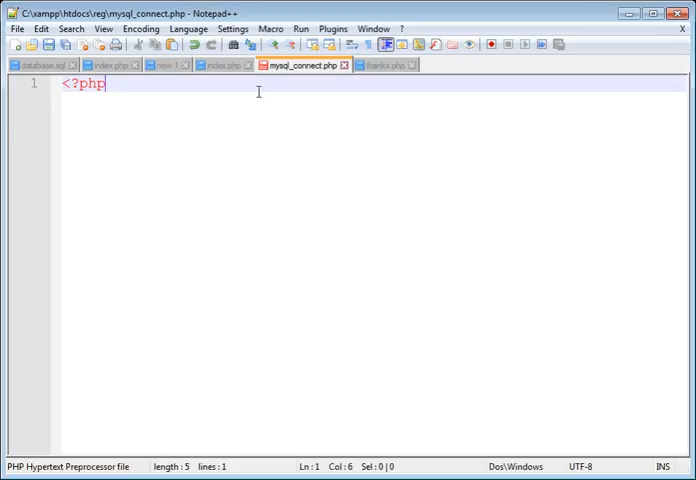 C:\xampp\htdocs\reg\mysql_connect.php - Notepad++
File Edit Search View Encoding Language Settings Macro Run Plugins Window ? X
database.sql index.php new 1 index.php mysql_connect.php thanks.php
1 <?php
PHP Hypertext Preprocessor file length : 5 lines : 1 Ln : 1 Col : 6 Sel : 0 | 0 Dos\Windows UTF-8 INS